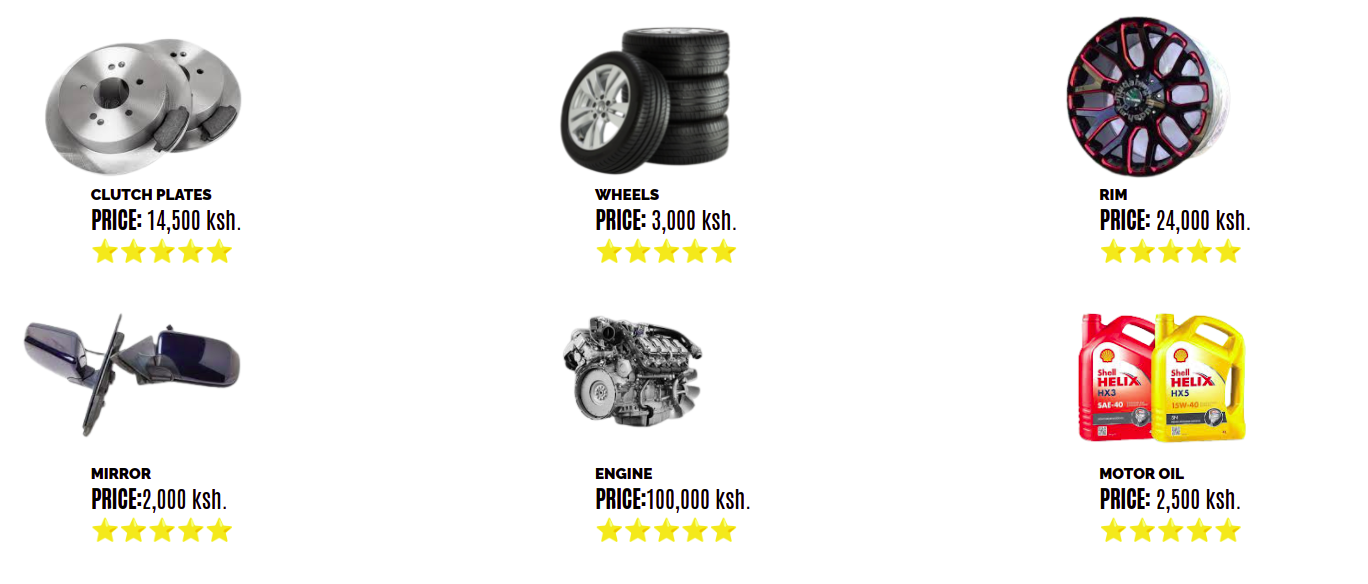 CLUTCH PLATES
PRICE: 14,500 ksh.
WHEELS
PRICE: 3,000 ksh.
RIM
PRICE: 24,000 ksh.
Shell
HELIX
HX3
SAE-40
Shell
HELIX
HX5
15W-40
MIRROR
PRICE:2,000 ksh.
ENGINE
PRICE:100,000 ksh.
MOTOR OIL
PRICE: 2,500 ksh.